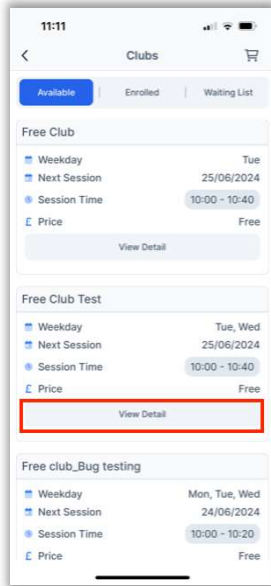 11:11
Clubs
Available | Enrolled | Waiting List
Free Club
Weekday Tue
Next Session 25/06/2024
Session Time 10:00 - 10:40
£ Price Free
View Detail
Free Club Test
Weekday Tue, Wed
Next Session 25/06/2024
Session Time 10:00 - 10:40
£ Price Free
View Detail
Free club_Bug testing
Weekday Mon, Tue, Wed
Next Session 24/06/2024
Session Time 10:00 - 10:20
£ Price Free